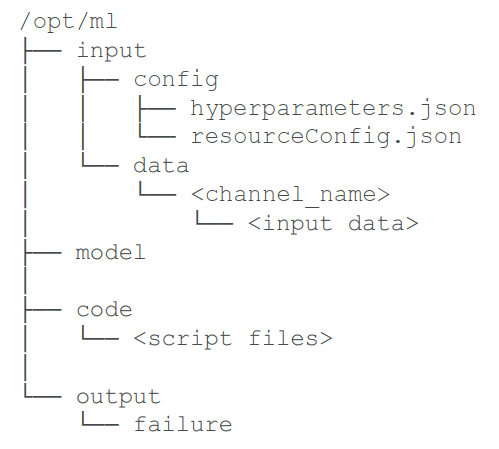 /opt/ml
├── input
│   ├── config
│   │   ├── hyperparameters.json
│   │   └── resourceConfig.json
│   └── data
│       └── <channel_name>
│           └── <input data>
├── model
│
├── code
│   └── <script files>
│
└── output
    └── failure